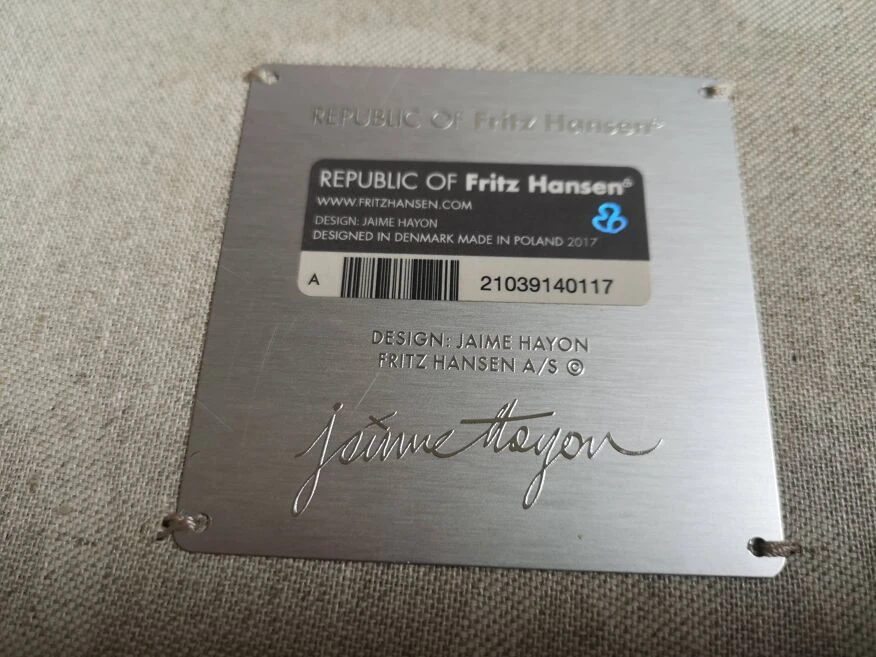 REPUBLIC OF Fritz Hansen®
REPUBLIC OF Fritz Hansen®
WWW.FRITZHANSEN.COM
DESIGN: JAIME HAYON
DESIGNED IN DENMARK MADE IN POLAND 2017
A 21039140117
DESIGN: JAIME HAYON
FRITZ HANSEN A/S ©
jaime Hayon